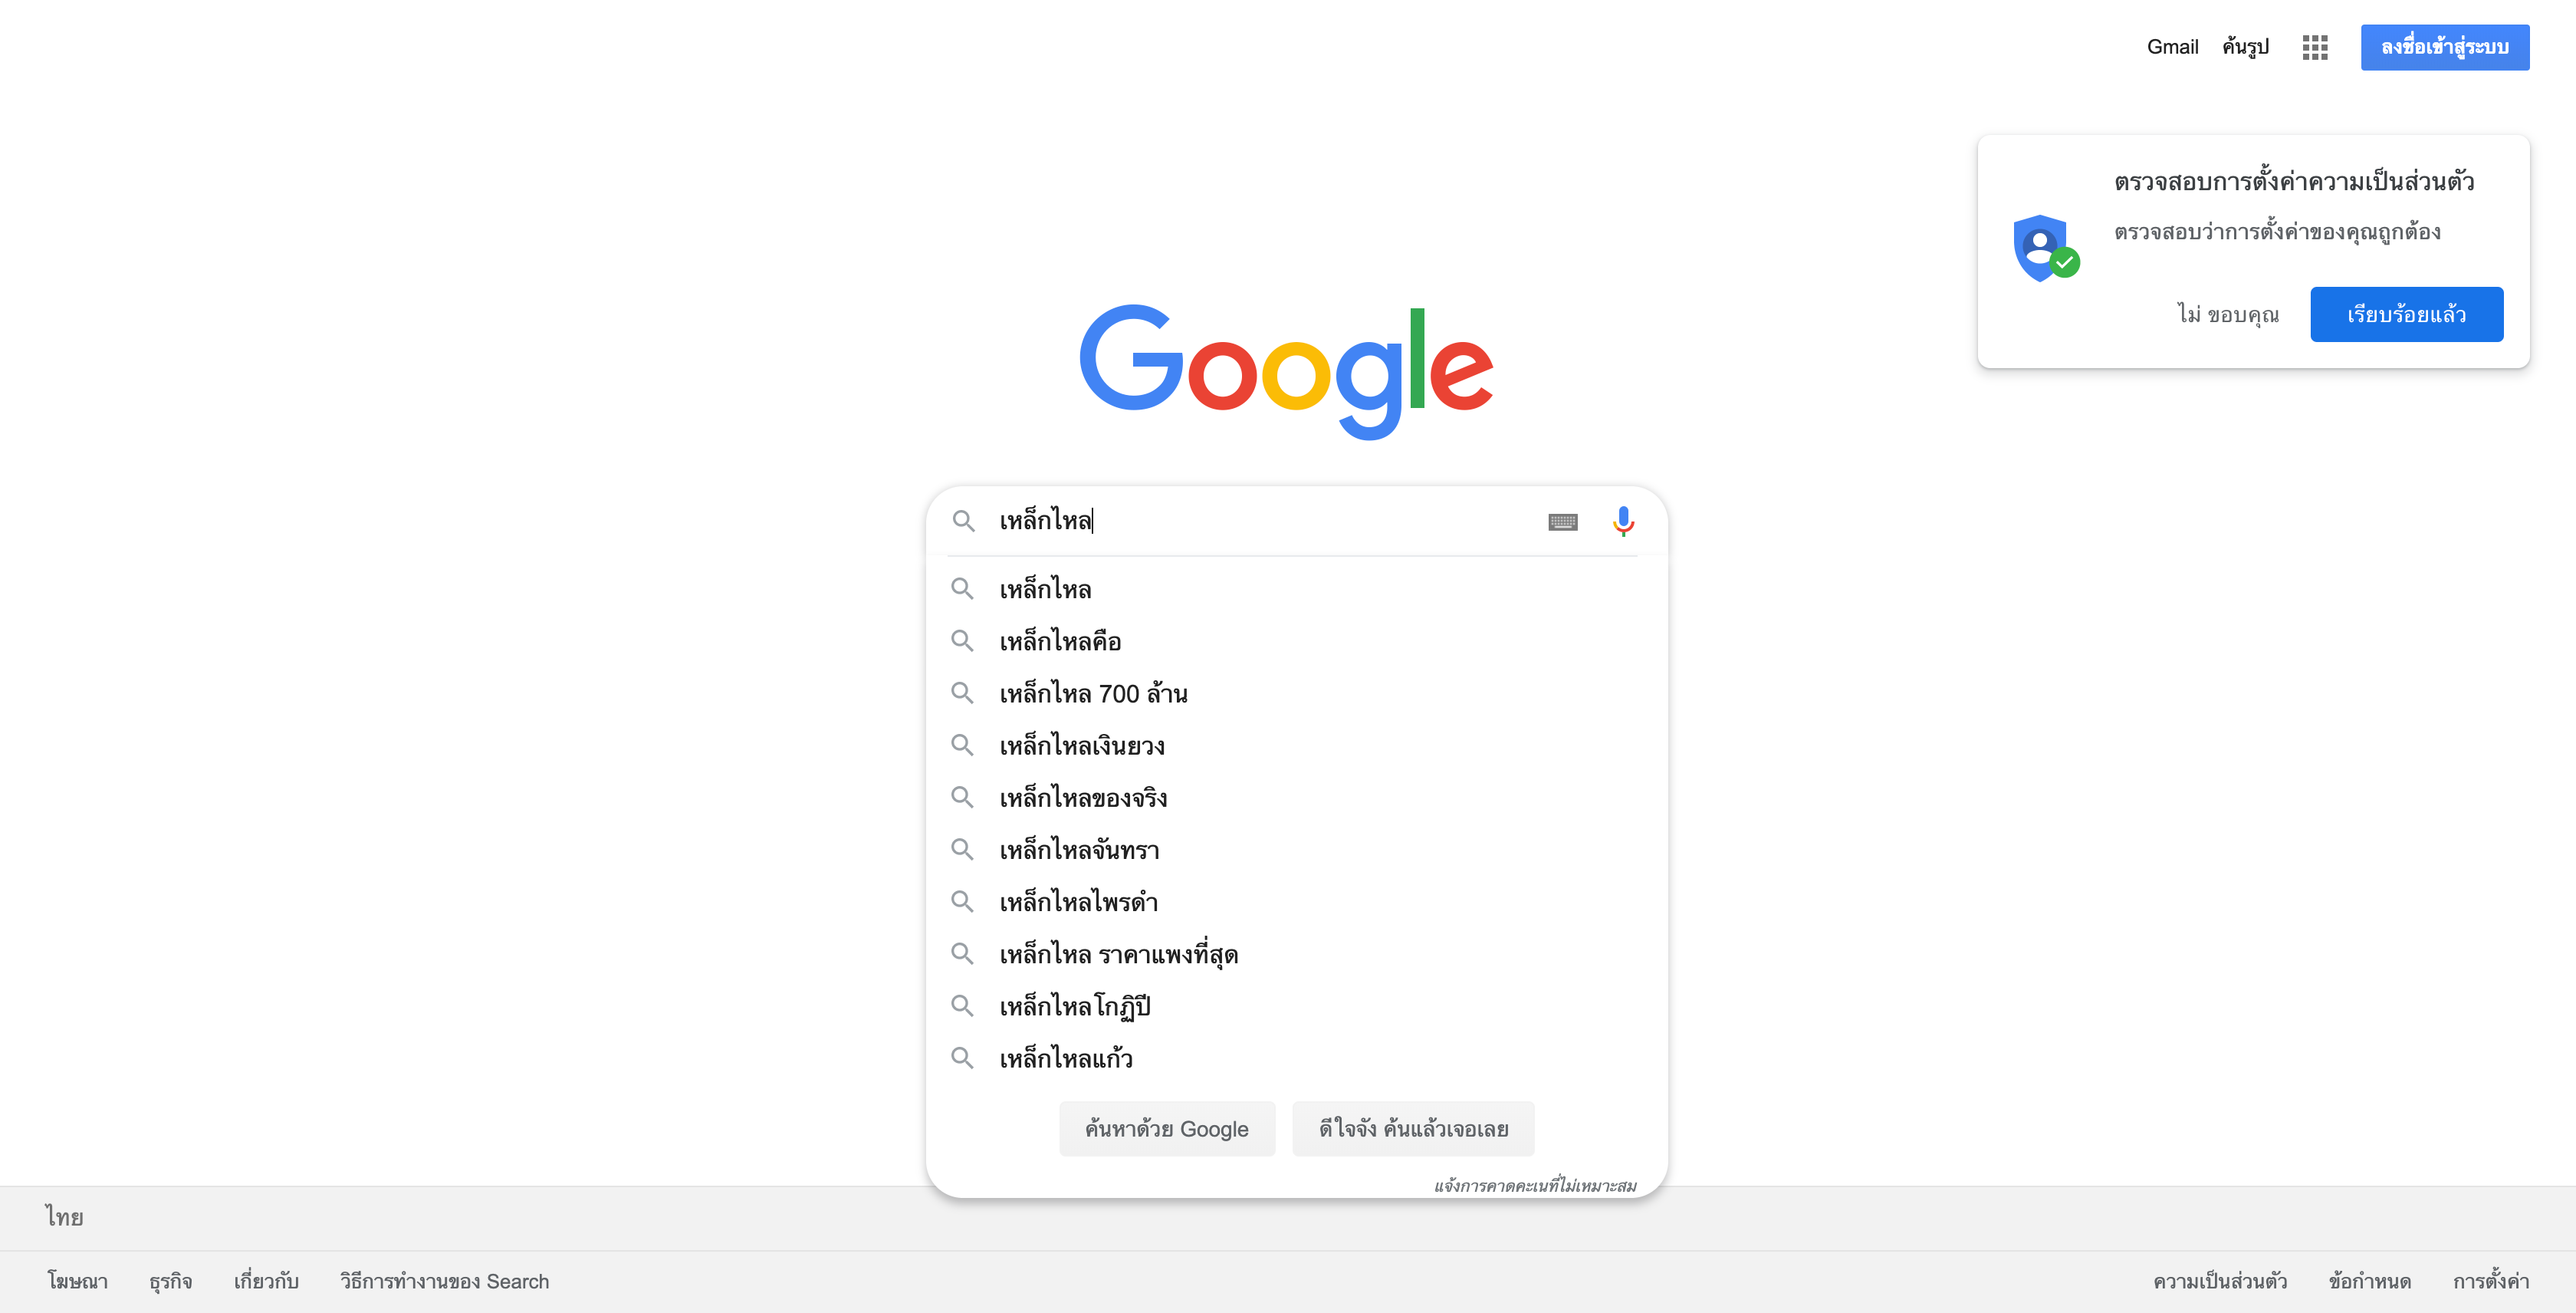 Gmail ค้นรูป ลงชื่อเข้าสู่ระบบ
ตรวจสอบการตั้งค่าความเป็นส่วนตัว
ตรวจสอบว่าการตั้งค่าของคุณถูกต้อง
ไม่ ขอบคุณ เรียบร้อยแล้ว
Google
เหล็กไหล
เหล็กไหล
เหล็กไหลคือ
เหล็กไหล 700 ล้าน
เหล็กไหลเงินยวง
เหล็กไหลของจริง
เหล็กไหลจันทรา
เหล็กไหลไพรดำ
เหล็กไหล ราคาแพงที่สุด
เหล็กไหลโกฏิปี
เหล็กไหลแก้ว
ค้นหาด้วย Google ดีใจจัง ค้นแล้วเจอเลย
แจ้งการคาดคะเนที่ไม่เหมาะสม
ไทย
โฆษณา ธุรกิจ เกี่ยวกับ วิธีการทำงานของ Search ความเป็นส่วนตัว ข้อกำหนด การตั้งค่า